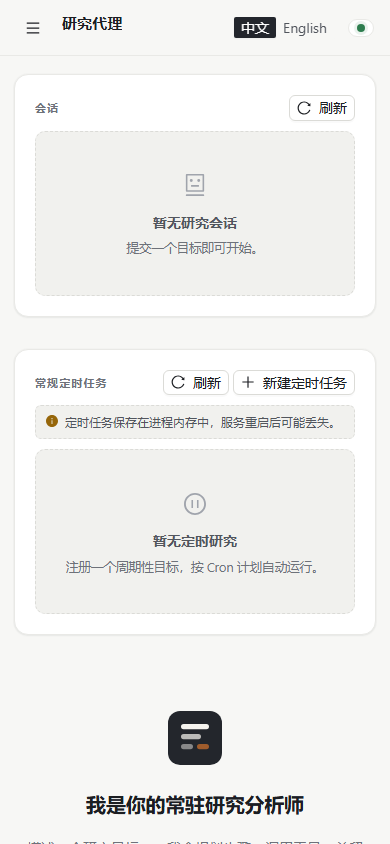 研究代理
中文 English
会话
刷新
暂无研究会话
提交一个目标即可开始。
常规定时任务
刷新
新建定时任务
定时任务保存在进程内存中，服务重启后可能丢失。
暂无定时研究
注册一个周期性目标，按 Cron 计划自动运行。
我是你的常驻研究分析师